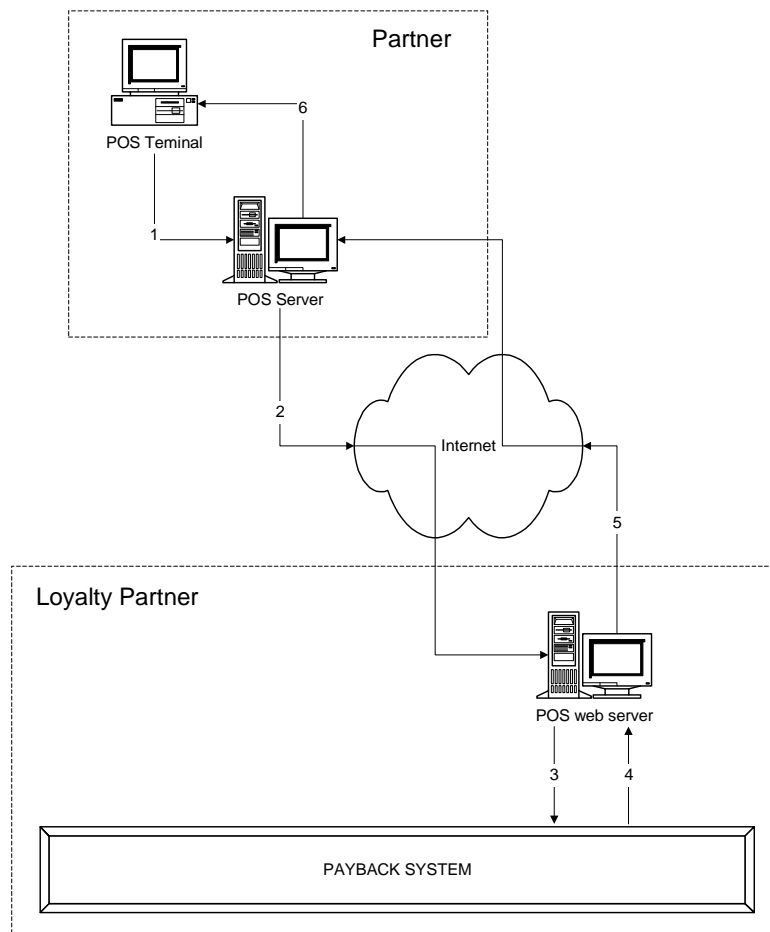 Partner
6
POS Teminal
1
POS Server
2
Internet
5
Loyalty Partner
POS web server
3
4
PAYBACK SYSTEM